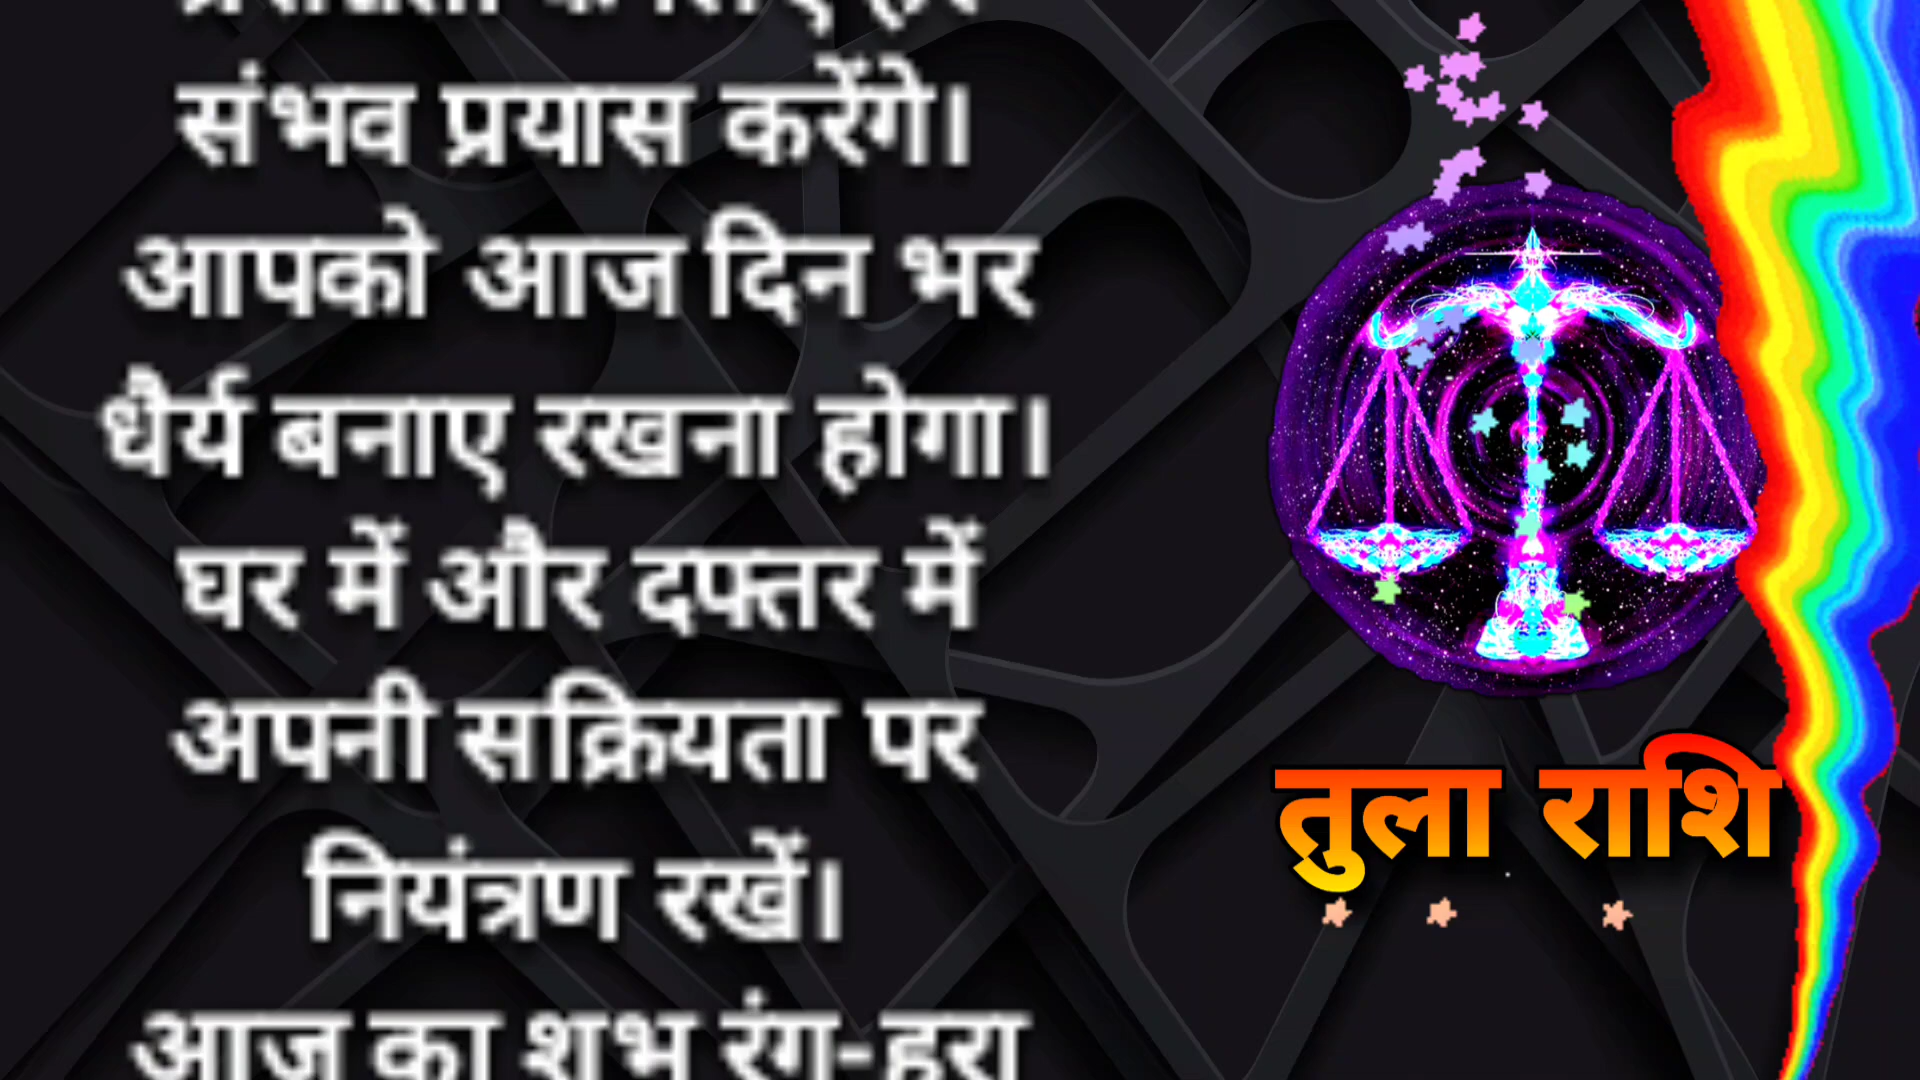 संभव प्रयास करेंगे।
आपको आज दिन भर
धैर्य बनाए रखना होगा।
घर में और दफ्तर में
अपनी सक्रियता पर
नियंत्रण रखें।
आज का शुभ रंग-हरा
तुला राशि